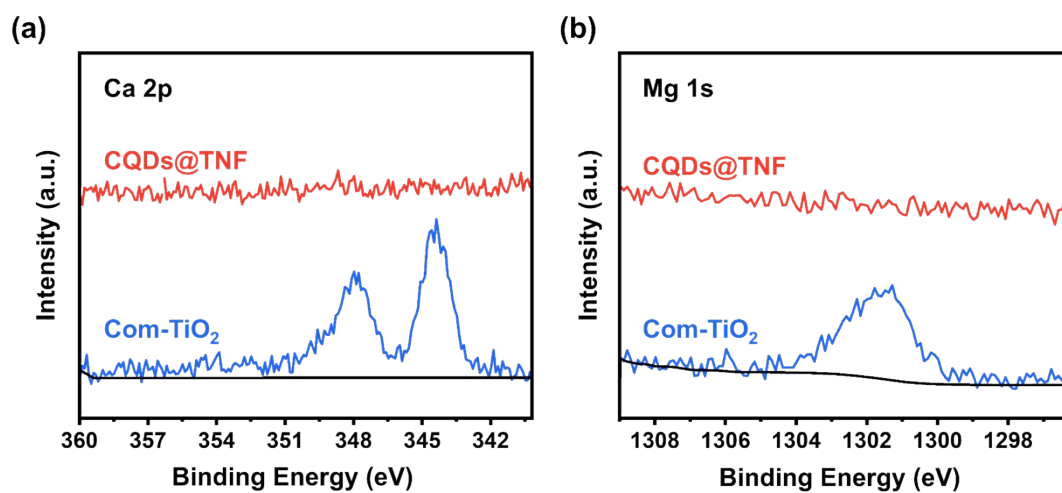 (a)
Ca 2p
CQDs@TNF
Com-TiO₂
Intensity (a.u.)
360 357 354 351 348 345 342
Binding Energy (eV)
(b)
Mg 1s
CQDs@TNF
Com-TiO₂
Intensity (a.u.)
1308 1306 1304 1302 1300 1298
Binding Energy (eV)